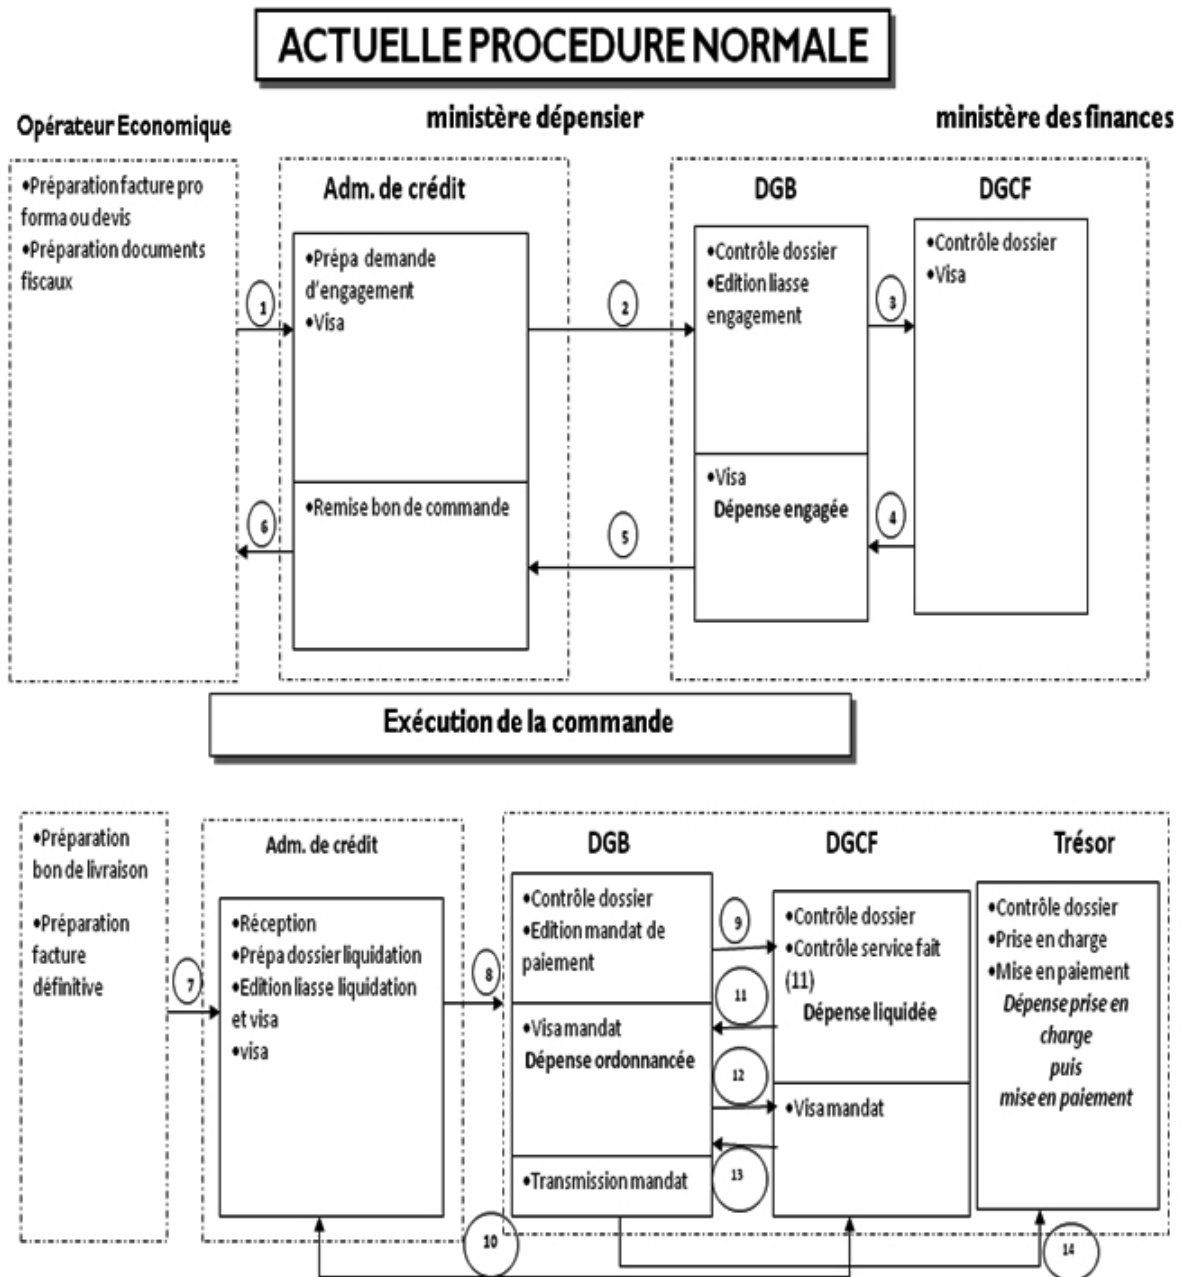 ACTUELLE PROCEDURE NORMALE
Opérateur Economique
ministère dépensier
ministère des finances
•Préparation facture pro
forma ou devis
•Préparation documents
fiscaux
1
Adm. de crédit
•Prépa demande
d'engagement
•Visa
•Remise bon de commande
6
2
5
DGB
•Contrôle dossier
•Edition liasse
engagement
•Visa
Dépense engagée
3
4
DGCF
•Contrôle dossier
•Visa
Exécution de la commande
•Préparation
bon de livraison
•Préparation
facture
définitive
7
Adm. de crédit
•Réception
•Prépa dossier liquidation
•Edition liasse liquidation
et visa
•visa
8
DGB
•Contrôle dossier
•Edition mandat de
paiement
•Visa mandat
Dépense ordonnancée
•Transmission mandat
9
11
12
13
DGCF
•Contrôle dossier
•Contrôle service fait
(11)
Dépense liquidée
•Visa mandat
Trésor
•Contrôle dossier
•Prise en charge
•Mise en paiement
Dépense prise en
charge
puis
mise en paiement
10
14